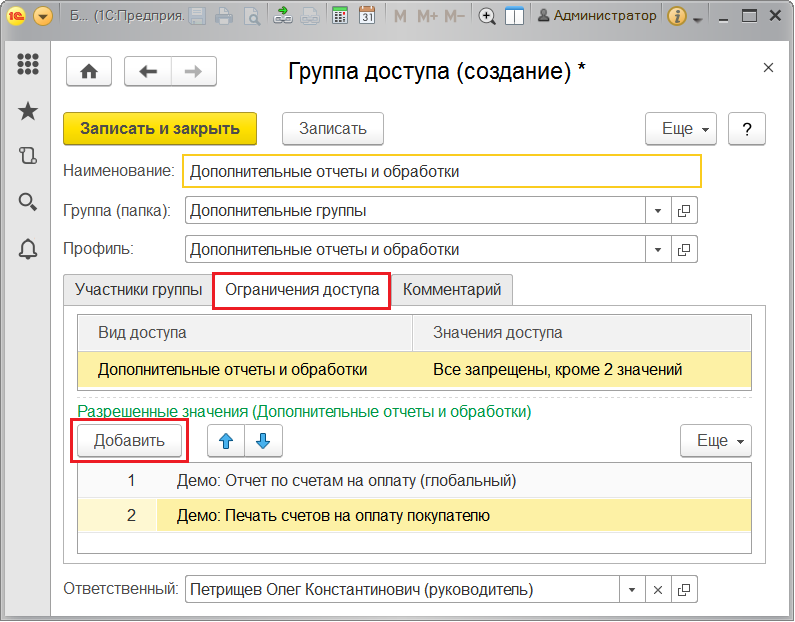 1С Б... (1С:Предприя. 31 M M+ M- Администратор i
Группа доступа (создание) *
Записать и закрыть Записать Еще ?
Наименование: Дополнительные отчеты и обработки
Группа (папка): Дополнительные группы
Профиль: Дополнительные отчеты и обработки
Участники группы Ограничения доступа Комментарий
Вид доступа Значения доступа
Дополнительные отчеты и обработки Все запрещены, кроме 2 значений
Разрешенные значения (Дополнительные отчеты и обработки)
Добавить Еще
1 Демо: Отчет по счетам на оплату (глобальный)
2 Демо: Печать счетов на оплату покупателю
Ответственный: Петрищев Олег Константинович (руководитель)